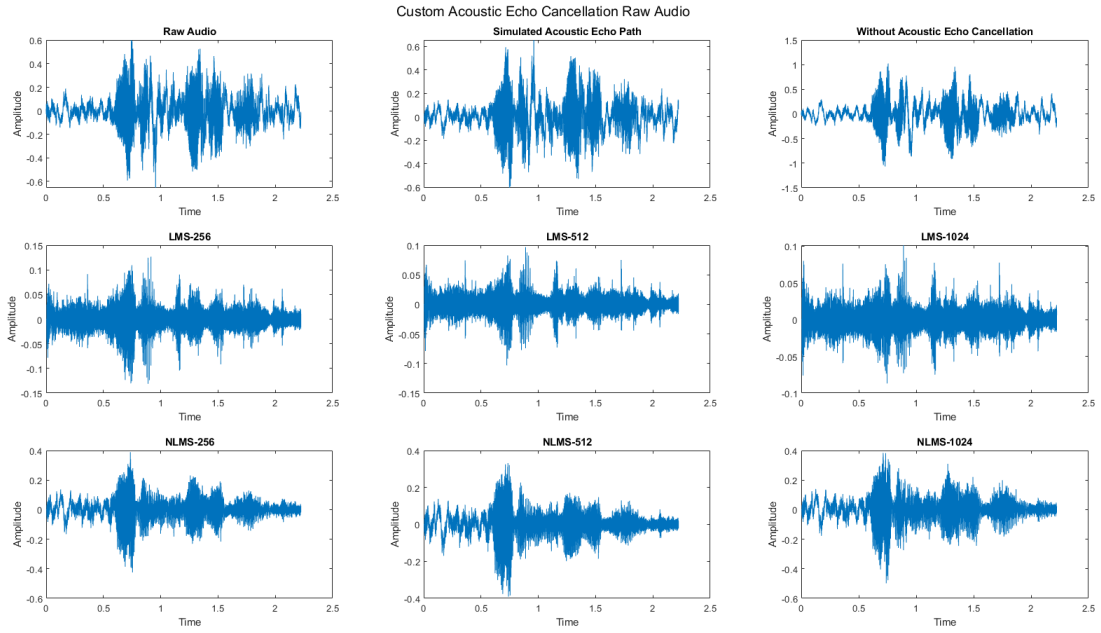 Custom Acoustic Echo Cancellation Raw Audio
Raw Audio
Simulated Acoustic Echo Path
Without Acoustic Echo Cancellation
0.6
0.4
0.2
0
-0.2
-0.4
-0.6
Amplitude
0 0.5 1 1.5 2 2.5
Time
0.6
0.4
0.2
0
-0.2
-0.4
-0.6
Amplitude
0 0.5 1 1.5 2 2.5
Time
1.5
1
0.5
0
-0.5
-1
-1.5
Amplitude
0 0.5 1 1.5 2 2.5
Time
LMS-256
LMS-512
LMS-1024
0.15
0.1
0.05
0
-0.05
-0.1
-0.15
Amplitude
0 0.5 1 1.5 2 2.5
Time
0.1
0.05
0
-0.05
-0.1
-0.15
Amplitude
0 0.5 1 1.5 2 2.5
Time
0.1
0.05
0
-0.05
-0.1
Amplitude
0 0.5 1 1.5 2 2.5
Time
NLMS-256
NLMS-512
NLMS-1024
0.4
0.2
0
-0.2
-0.4
-0.6
Amplitude
0 0.5 1 1.5 2 2.5
Time
0.4
0.2
0
-0.2
-0.4
Amplitude
0 0.5 1 1.5 2 2.5
Time
0.4
0.2
0
-0.2
-0.4
-0.6
Amplitude
0 0.5 1 1.5 2 2.5
Time